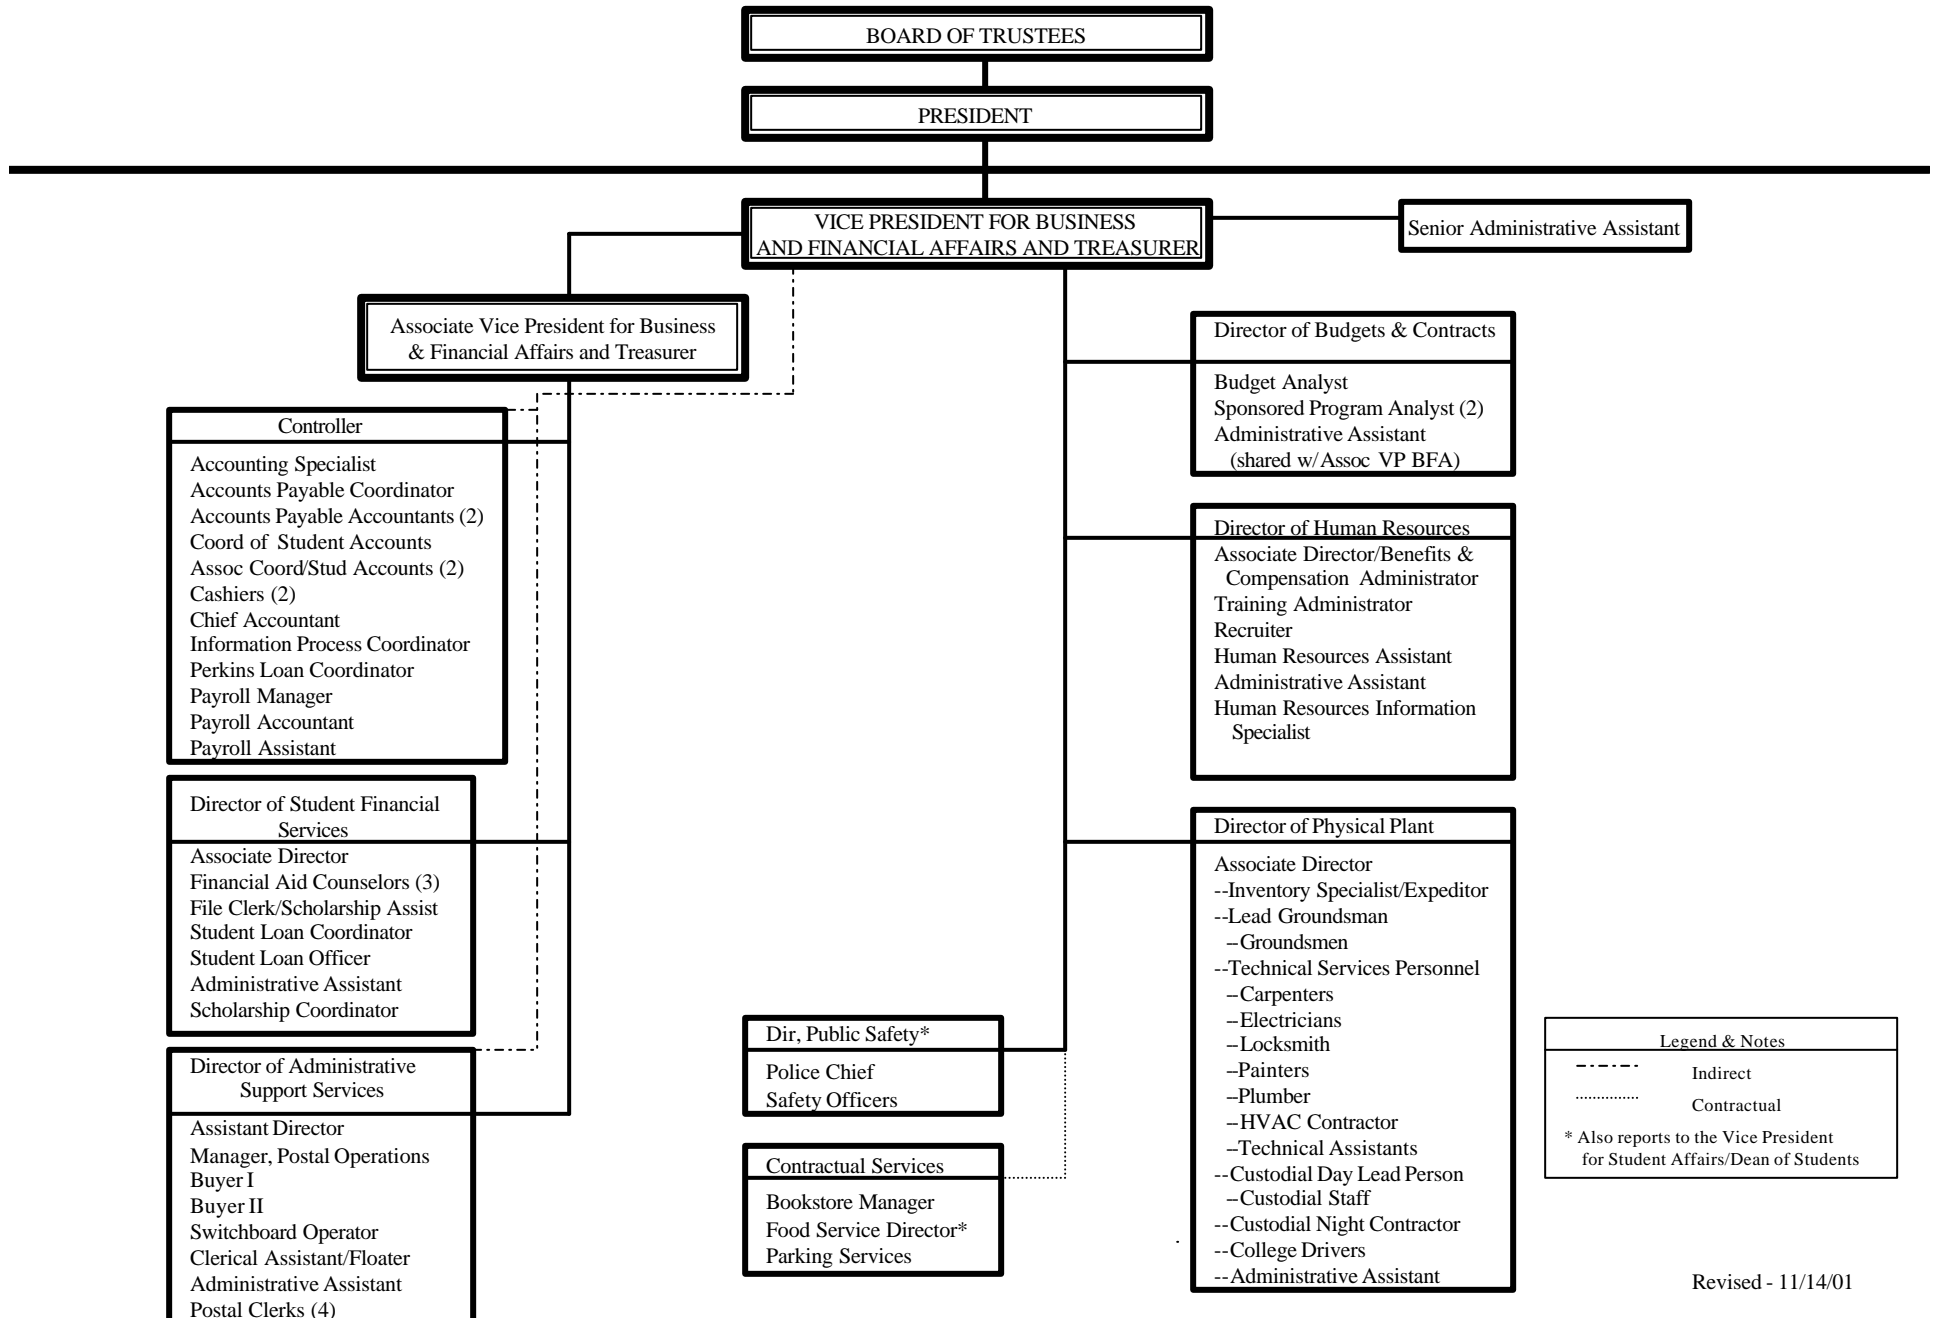 BOARD OF TRUSTEES
PRESIDENT
VICE PRESIDENT FOR BUSINESS
AND FINANCIAL AFFAIRS AND TREASURER
Senior Administrative Assistant
Associate Vice President for Business
& Financial Affairs and Treasurer
Controller
Accounting Specialist
Accounts Payable Coordinator
Accounts Payable Accountants (2)
Coord of Student Accounts
Assoc Coord/Stud Accounts (2)
Cashiers (2)
Chief Accountant
Information Process Coordinator
Perkins Loan Coordinator
Payroll Manager
Payroll Accountant
Payroll Assistant
Director of Student Financial
Services
Associate Director
Financial Aid Counselors (3)
File Clerk/Scholarship Assist
Student Loan Coordinator
Student Loan Officer
Administrative Assistant
Scholarship Coordinator
Director of Administrative
Support Services
Assistant Director
Manager, Postal Operations
Buyer I
Buyer II
Switchboard Operator
Clerical Assistant/Floater
Administrative Assistant
Postal Clerks (4)
Dir, Public Safety*
Police Chief
Safety Officers
Contractual Services
Bookstore Manager
Food Service Director*
Parking Services
Director of Budgets & Contracts
Budget Analyst
Sponsored Program Analyst (2)
Administrative Assistant
(shared w/Assoc VP BFA)
Director of Human Resources
Associate Director/Benefits &
Compensation Administrator
Training Administrator
Recruiter
Human Resources Assistant
Administrative Assistant
Human Resources Information
Specialist
Director of Physical Plant
Associate Director
--Inventory Specialist/Expeditor
--Lead Groundsman
--Groundsmen
--Technical Services Personnel
--Carpenters
--Electricians
--Locksmith
--Painters
--Plumber
--HVAC Contractor
--Technical Assistants
--Custodial Day Lead Person
--Custodial Staff
--Custodial Night Contractor
--College Drivers
--Administrative Assistant
Legend & Notes
Indirect
Contractual
* Also reports to the Vice President
for Student Affairs/Dean of Students
Revised - 11/14/01